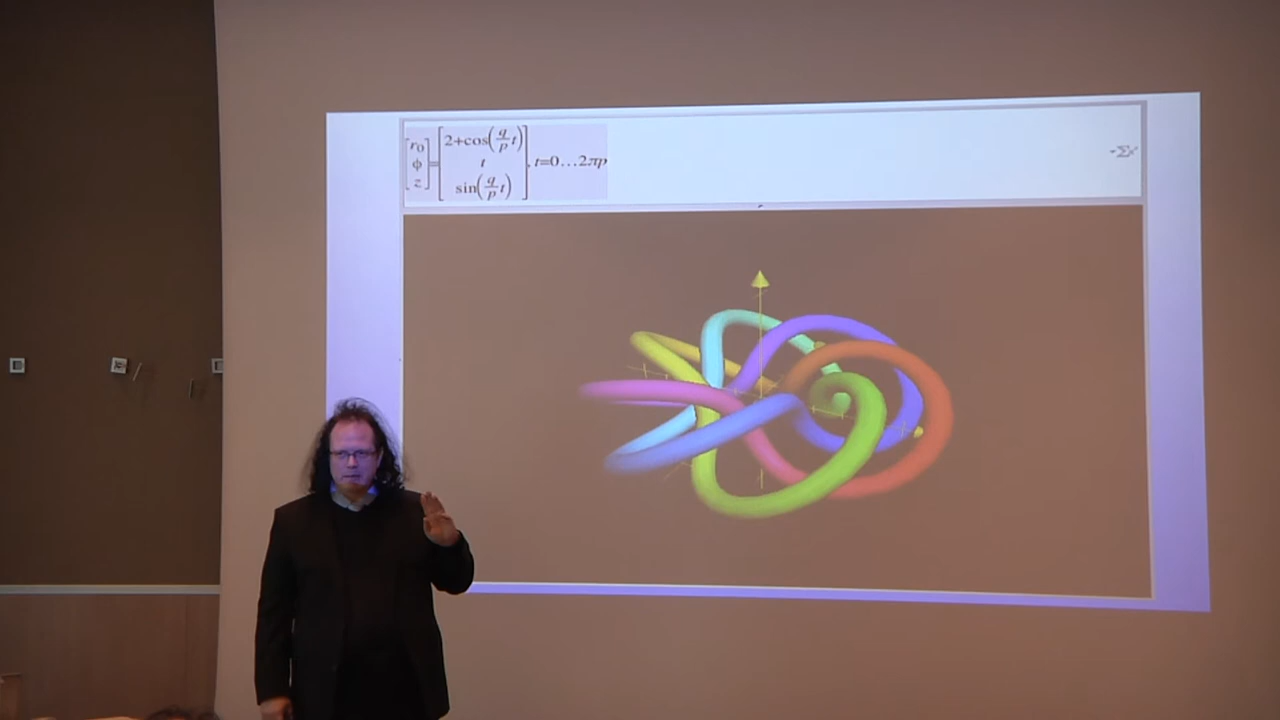 [r₀ ϕ z] = [2+cos(q/p t) t sin(q/p t)], t=0...2πp